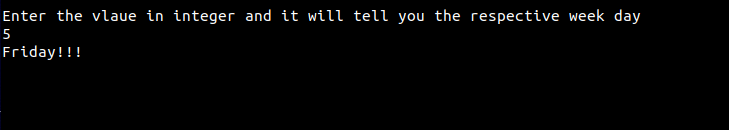 Enter the vlaue in integer and it will tell you the respective week day
5
Friday!!!